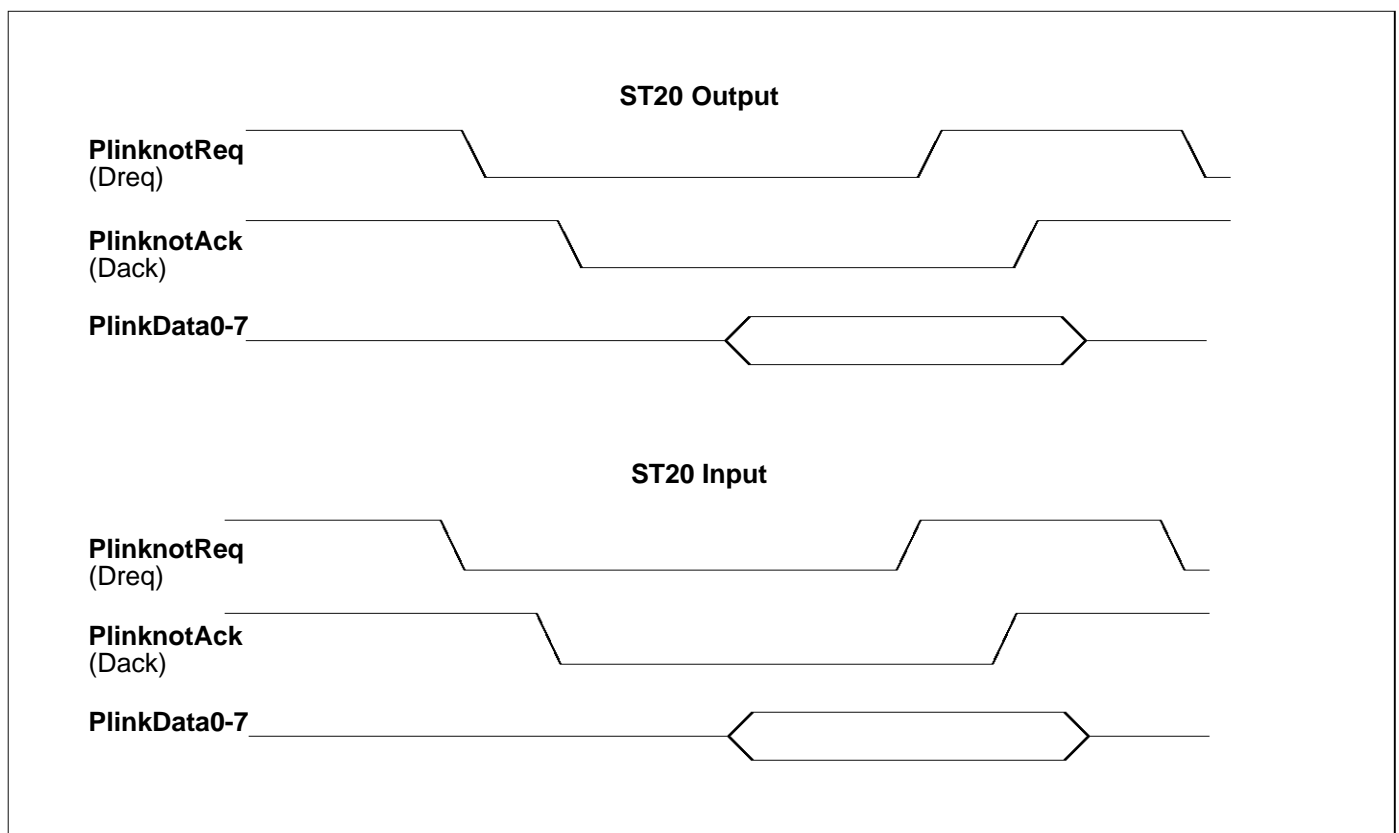 ST20 Output
PlinknotReq
(Dreq)
PlinknotAck
(Dack)
PlinkData0-7
ST20 Input
PlinknotReq
(Dreq)
PlinknotAck
(Dack)
PlinkData0-7